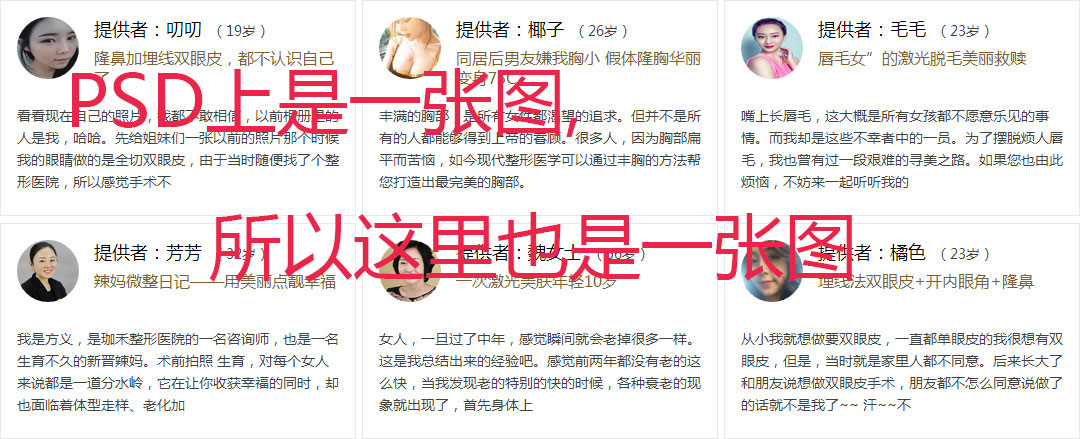 提供者：叨叨 （19岁）
隆鼻加埋线双眼皮，都不认识自己
了
看看现在自己的照片，我都不敢相信，以前相册里的
人是我，哈哈。先给姐妹们一张以前的照片那个时候
我的眼睛做的是全切双眼皮，由于当时随便找了个整
形医院，所以感觉手术不
提供者：椰子 （26岁）
同居后男友嫌我胸小 假体隆胸华丽
变身75C
丰满的胸部，是所有女性都渴望的追求。但并不是所
有的人都能够得到上帝的眷顾。很多人，因为胸部扁
平而苦恼，如今现代整形医学可以通过丰胸的方法帮
您打造出最完美的胸部。
提供者：毛毛 （23岁）
唇毛女”的激光脱毛美丽救赎
嘴上长唇毛，这大概是所有女孩都不愿意乐见的事
情。而我却是这些不幸者中的一员。为了摆脱烦人唇
毛，我也曾有过一段艰难的寻美之路。如果您也由此
烦恼，不妨来一起听听我的
PSD上是一张图,
所以这里也是一张图
提供者：芳芳 （32岁）
辣妈微整日记——用美丽点靓幸福
我是方义，是珈禾整形医院的一名咨询师，也是一名
生育不久的新晋辣妈。术前拍照 生育，对每个女人
来说都是一道分水岭，它在让你收获幸福的同时，却
也面临着体型走样、老化加
提供者：魏女士 （56岁）
一次激光美肤年轻10岁
女人，一旦过了中年，感觉瞬间就会老掉很多一样。
这是我总结出来的经验吧。感觉前两年都没有老的这
么快，当我发现老的特别的快的时候，各种衰老的现
象就出现了，首先身体上
提供者：橘色 （23岁）
埋线法双眼皮+开内眼角+隆鼻
从小我就想做要双眼皮，一直都单眼皮的我很想有双
眼皮，但是，当时就是家里人都不同意。后来长大了
和朋友说想做双眼皮手术，朋友都不怎么同意说做了
的话就不是我了~~ 汗~~不